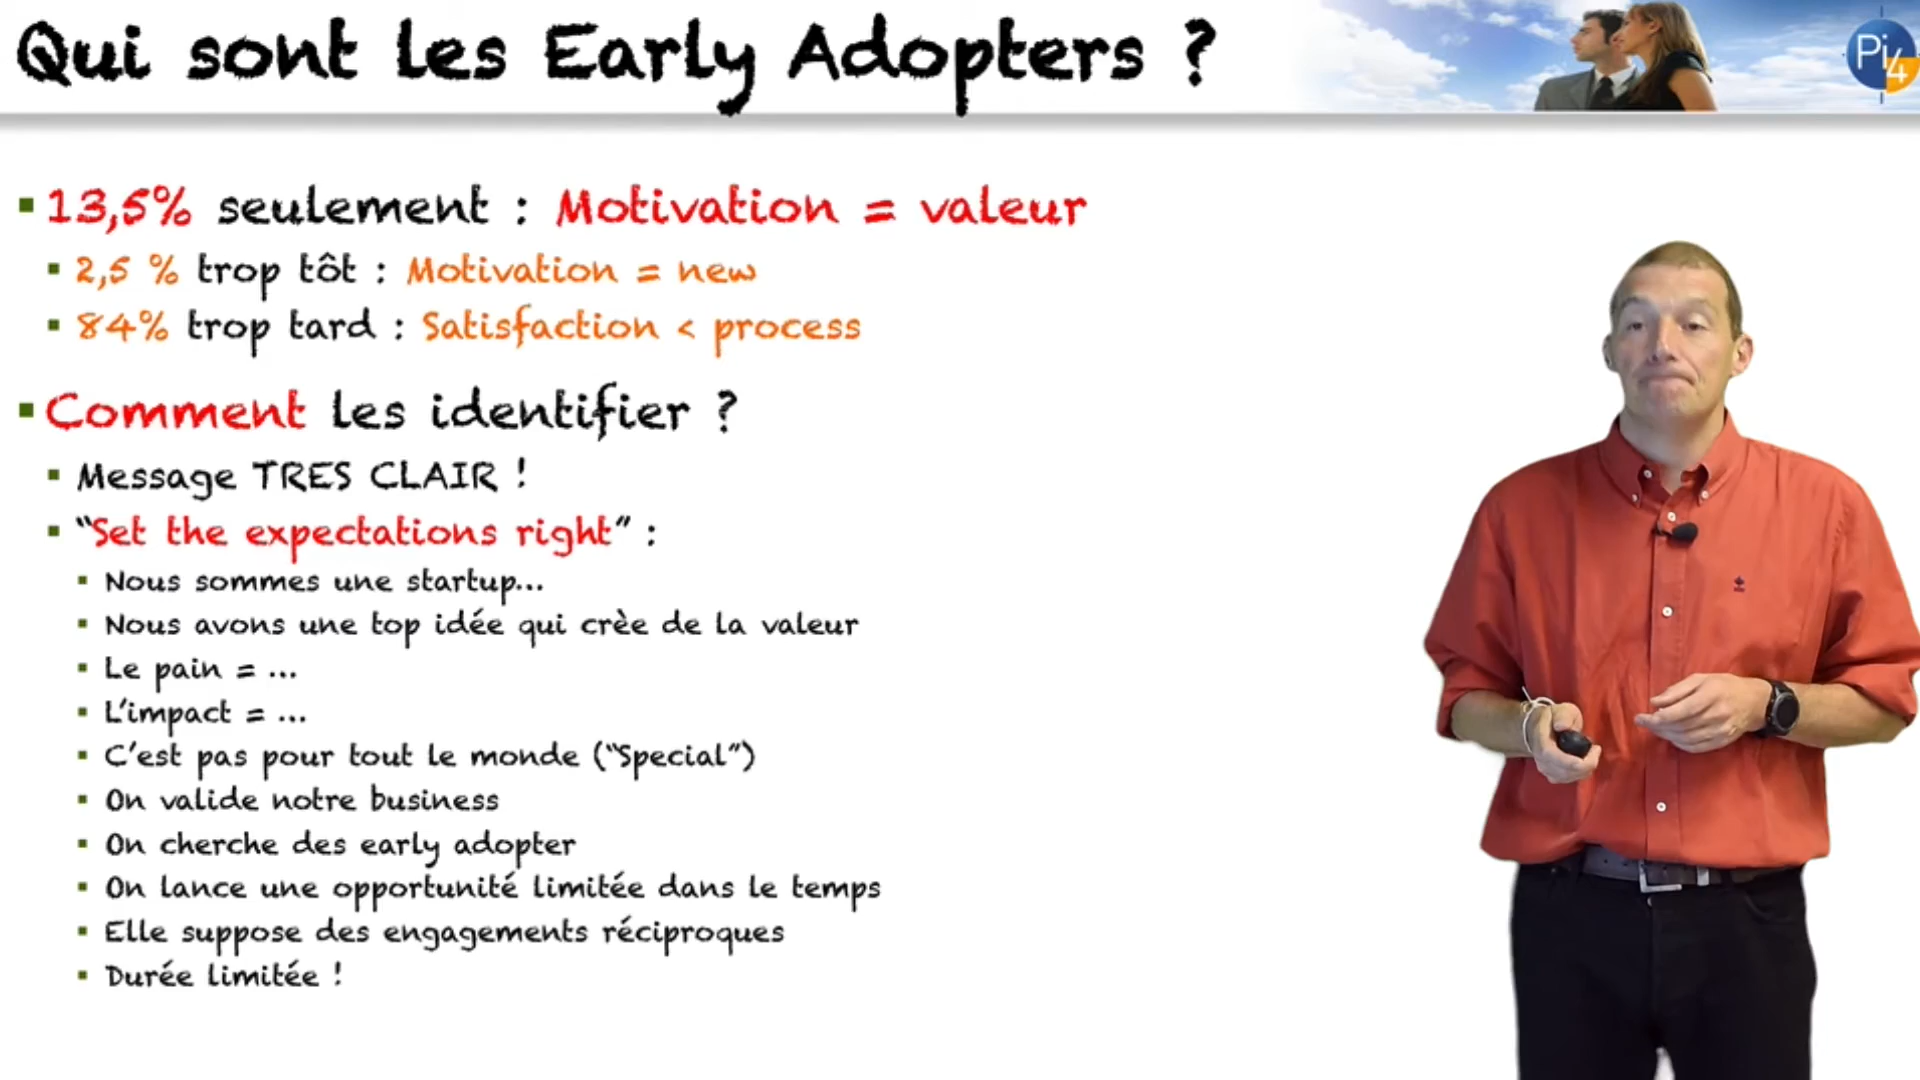 Qui sont les Early Adopters ?
Pi4
13,5% seulement : Motivation = valeur
2,5 % trop tôt : Motivation = new
84% trop tard : Satisfaction < process
Comment les identifier ?
Message TRES CLAIR !
“Set the expectations right” :
Nous sommes une startup...
Nous avons une top idée qui crèe de la valeur
Le pain = ...
L’impact = ...
C’est pas pour tout le monde (“Special”)
On valide notre business
On cherche des early adopter
On lance une opportunité limitée dans le temps
Elle suppose des engagements réciproques
Durée limitée !